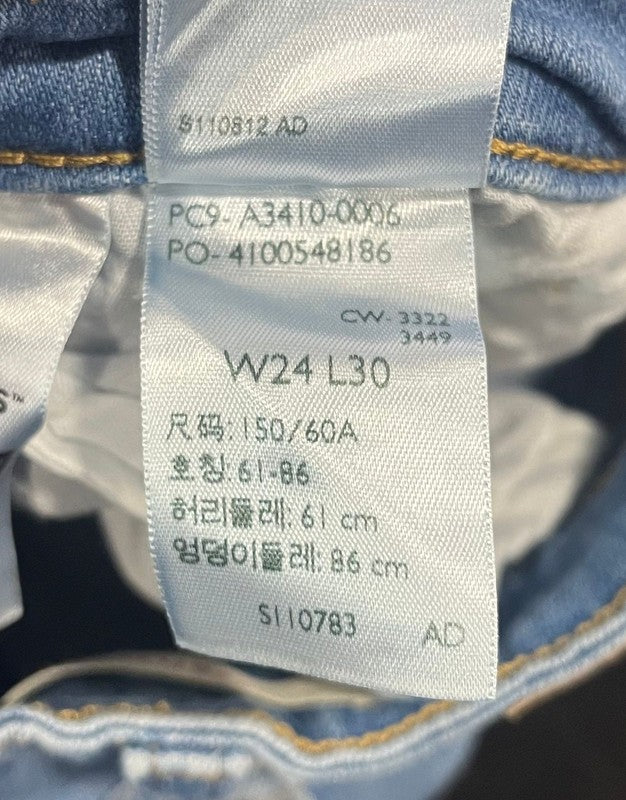 S110812 AD
PC9- A3410-0006
PO- 4100548186
CW- 3322
3449
W24 L30
尺码: 150/60A
호칭: 61-86
허리둘레: 61 cm
엉덩이둘레: 86 cm
S110783 AD
S™